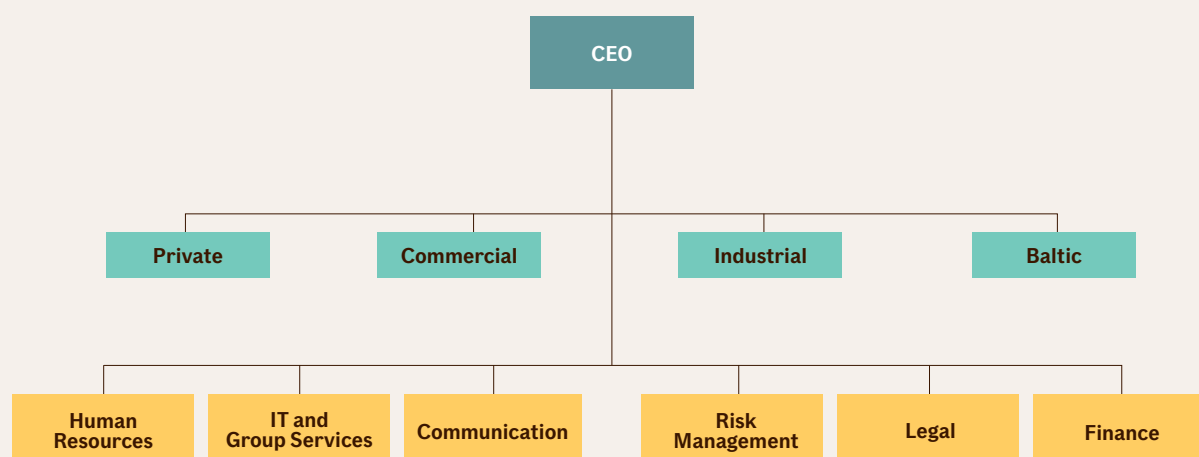 CEO
Private
Commercial
Industrial
Baltic
Human
Resources
IT and
Group Services
Communication
Risk
Management
Legal
Finance